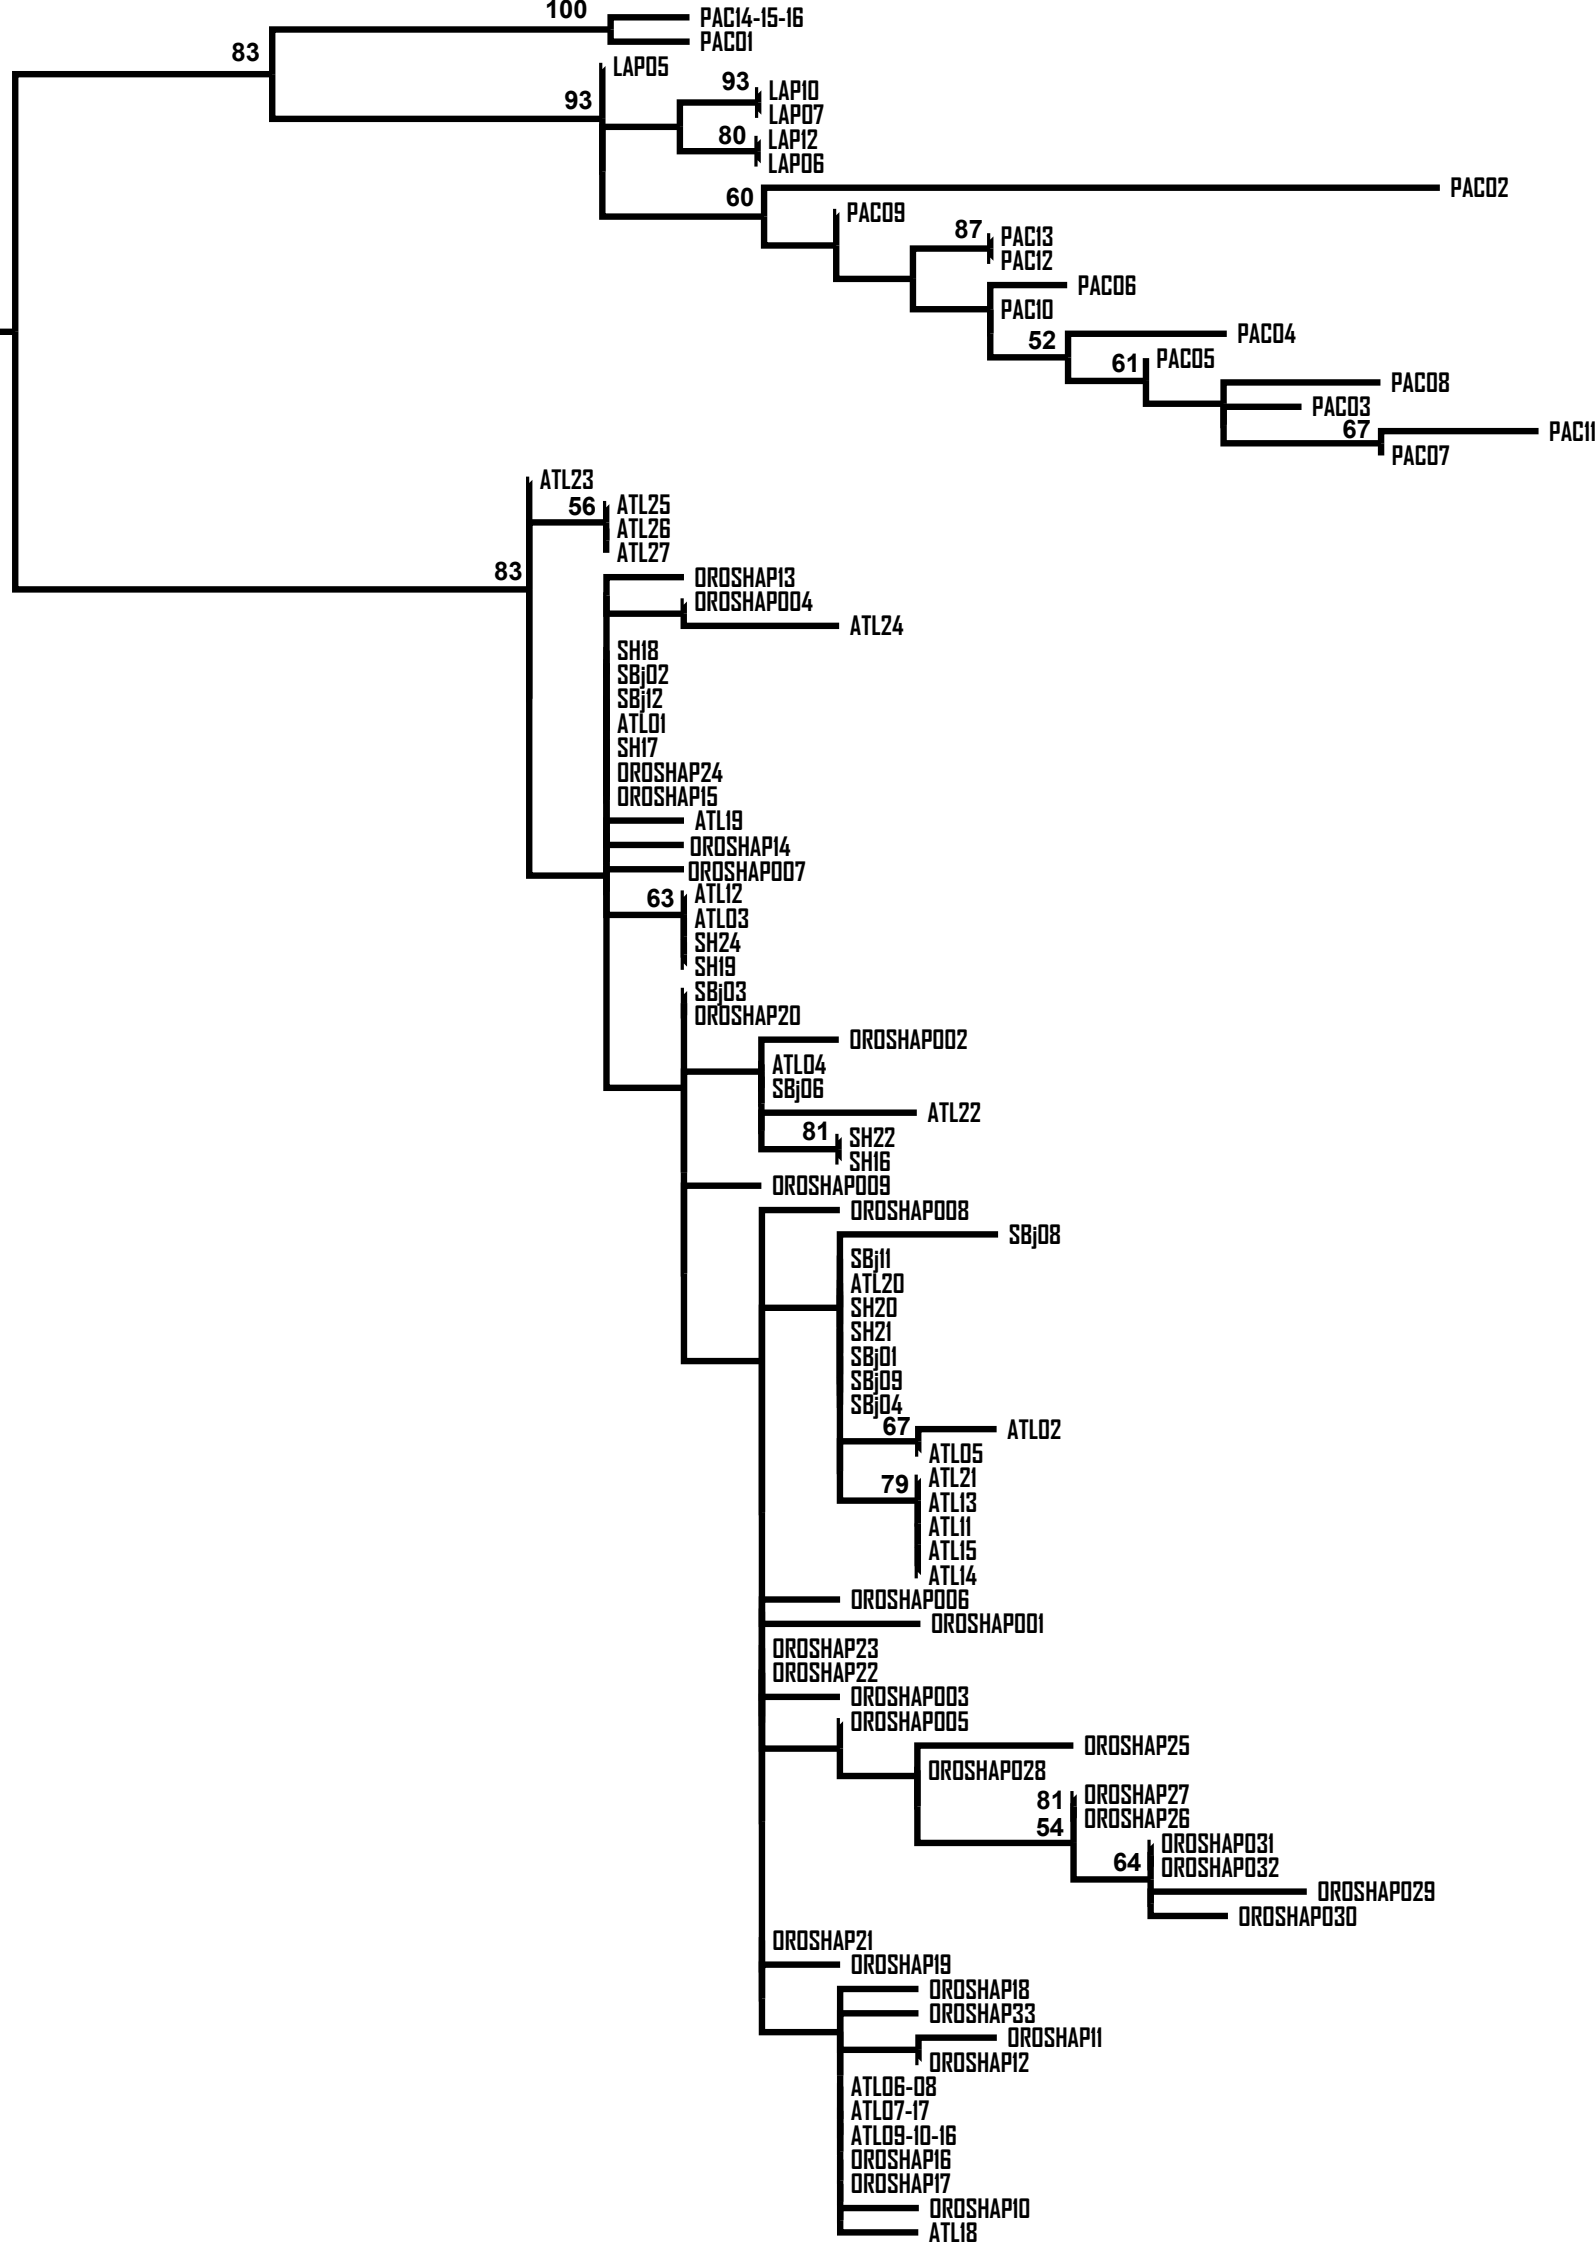 100
PAC14-15-16
PAC01
83
LAP05
93
93
LAP10
LAP07
80
LAP12
LAP06
60
PAC02
PAC09
87
PAC13
PAC12
PAC06
PAC10
52
PAC04
61
PAC05
PAC08
PAC03
67
PAC11
PAC07
ATL23
56
ATL25
ATL26
ATL27
83
OROSHAP13
OROSHAP004
ATL24
SH18
SBj02
SBj12
ATL01
SH17
OROSHAP24
OROSHAP15
ATL19
OROSHAP14
OROSHAP007
63
ATL12
ATL03
SH24
SH19
SBj03
OROSHAP20
OROSHAP002
ATL04
SBj06
ATL22
81
SH22
SH16
OROSHAP009
OROSHAP008
SBj08
SBj11
ATL20
SH20
SH21
SBj01
SBj09
SBj04
67
ATL02
ATL05
79
ATL21
ATL13
ATL11
ATL15
ATL14
OROSHAP006
OROSHAP001
OROSHAP23
OROSHAP22
OROSHAP003
OROSHAP005
OROSHAP25
OROSHAP028
81
OROSHAP27
OROSHAP26
54
OROSHAP031
64
OROSHAP032
OROSHAP029
OROSHAP030
OROSHAP21
OROSHAP19
OROSHAP18
OROSHAP33
OROSHAP11
OROSHAP12
ATL06-08
ATL07-17
ATL09-10-16
OROSHAP16
OROSHAP17
OROSHAP10
ATL18